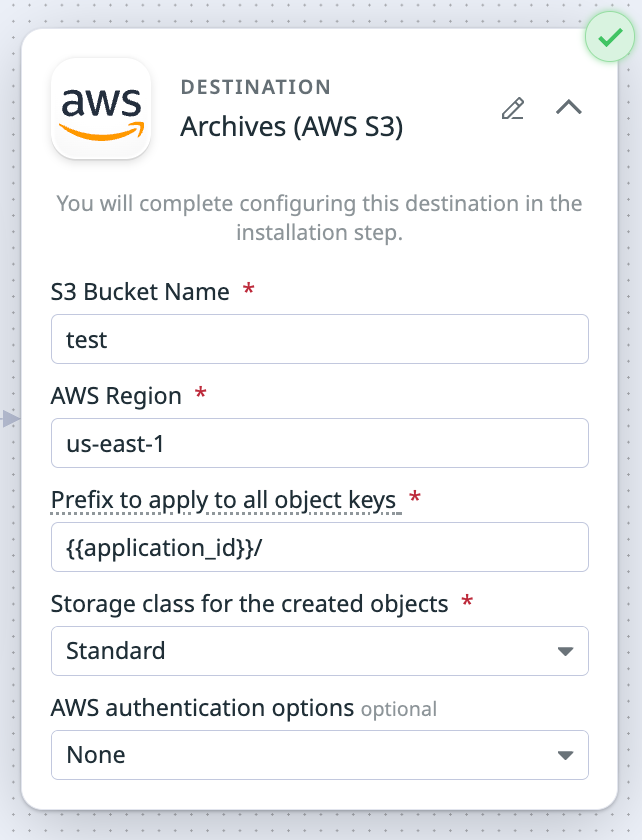 aws
DESTINATION
Archives (AWS S3)
You will complete configuring this destination in the
installation step.
S3 Bucket Name *
test
AWS Region *
us-east-1
Prefix to apply to all object keys *
{{application_id}}/
Storage class for the created objects *
Standard
AWS authentication options optional
None